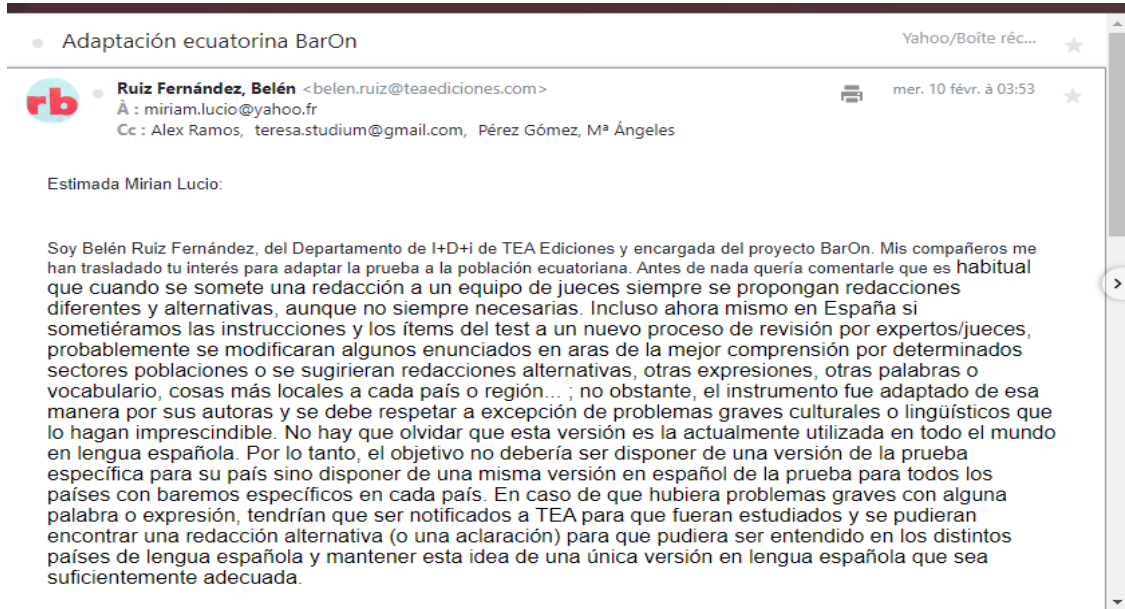 Adaptación ecuatorina BarOn
Yahoo/Boîte réc...
rb
Ruiz Fernández, Belén <belen.ruiz@teaediciones.com>
mer. 10 févr. à 03:53
À : miriam.lucio@yahoo.fr
Cc : Alex Ramos, teresa.studium@gmail.com, Pérez Gómez, Mª Ángeles
Estimada Mirian Lucio:
Soy Belén Ruiz Fernández, del Departamento de I+D+i de TEA Ediciones y encargada del proyecto BarOn. Mis compañeros me
han trasladado tu interés para adaptar la prueba a la población ecuatoriana. Antes de nada quería comentarle que es habitual
que cuando se somete una redacción a un equipo de jueces siempre se propongan redacciones
diferentes y alternativas, aunque no siempre necesarias. Incluso ahora mismo en España si
sometiéramos las instrucciones y los ítems del test a un nuevo proceso de revisión por expertos/jueces,
probablemente se modificaran algunos enunciados en aras de la mejor comprensión por determinados
sectores poblaciones o se sugirieran redacciones alternativas, otras expresiones, otras palabras o
vocabulario, cosas más locales a cada país o región... ; no obstante, el instrumento fue adaptado de esa
manera por sus autoras y se debe respetar a excepción de problemas graves culturales o lingüísticos que
lo hagan imprescindible. No hay que olvidar que esta versión es la actualmente utilizada en todo el mundo
en lengua española. Por lo tanto, el objetivo no debería ser disponer de una versión de la prueba
específica para su país sino disponer de una misma versión en español de la prueba para todos los
países con baremos específicos en cada país. En caso de que hubiera problemas graves con alguna
palabra o expresión, tendrían que ser notificados a TEA para que fueran estudiados y se pudieran
encontrar una redacción alternativa (o una aclaración) para que pudiera ser entendido en los distintos
países de lengua española y mantener esta idea de una única versión en lengua española que sea
suficientemente adecuada.